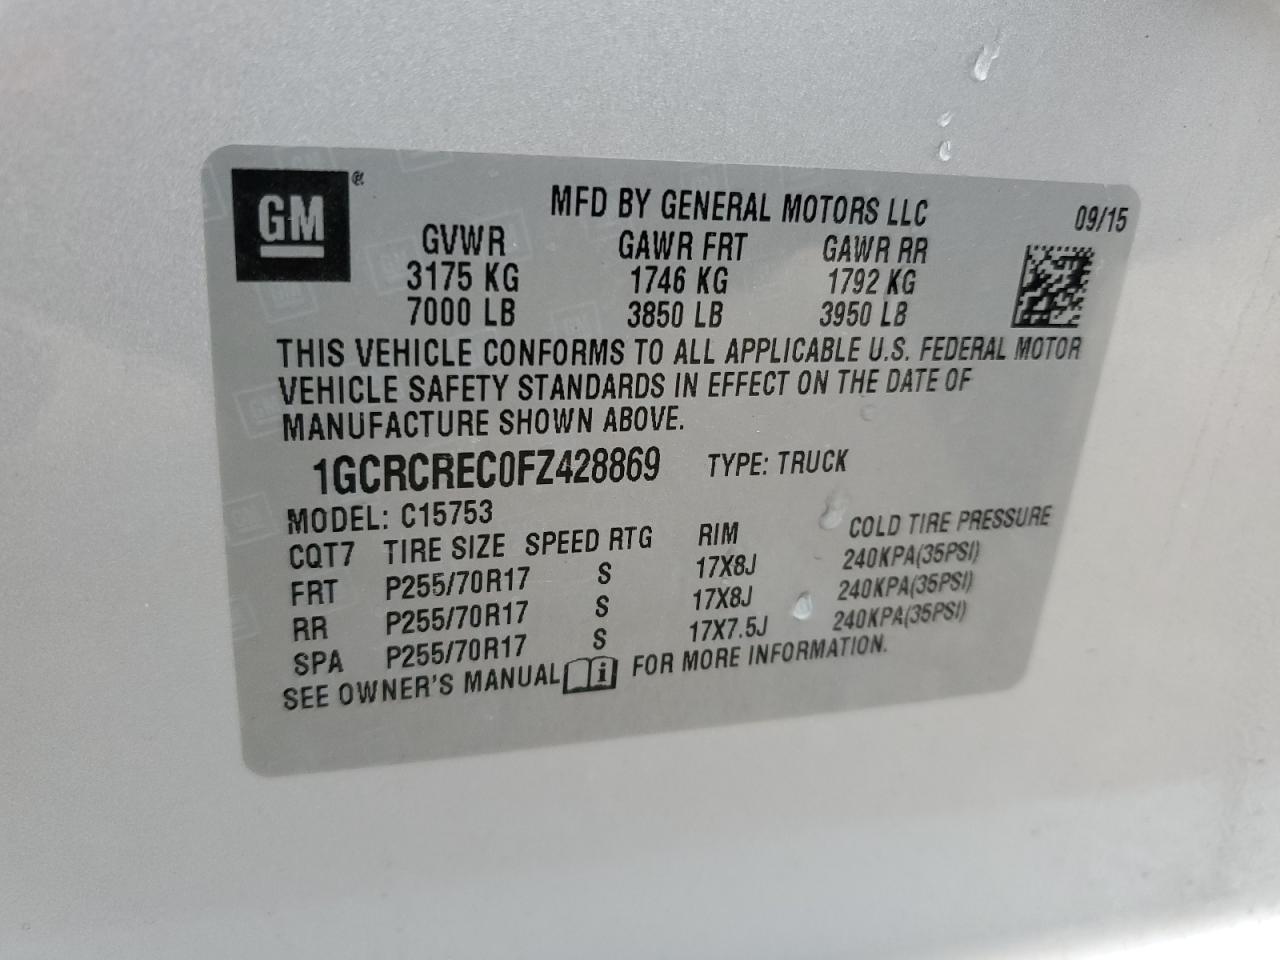 GM ®
MFD BY GENERAL MOTORS LLC 09/15
GVWR GAWR FRT GAWR RR
3175 KG 1746 KG 1792 KG
7000 LB 3850 LB 3950 LB
THIS VEHICLE CONFORMS TO ALL APPLICABLE U.S. FEDERAL MOTOR
VEHICLE SAFETY STANDARDS IN EFFECT ON THE DATE OF
MANUFACTURE SHOWN ABOVE.
1GCRCREC0FZ428869 TYPE: TRUCK
MODEL: C15753
CQT7 TIRE SIZE SPEED RTG RIM COLD TIRE PRESSURE
FRT P255/70R17 S 17X8J 240KPA(35PSI)
RR P255/70R17 S 17X8J 240KPA(35PSI)
SPA P255/70R17 S 17X7.5J 240KPA(35PSI)
SEE OWNER'S MANUAL i FOR MORE INFORMATION.